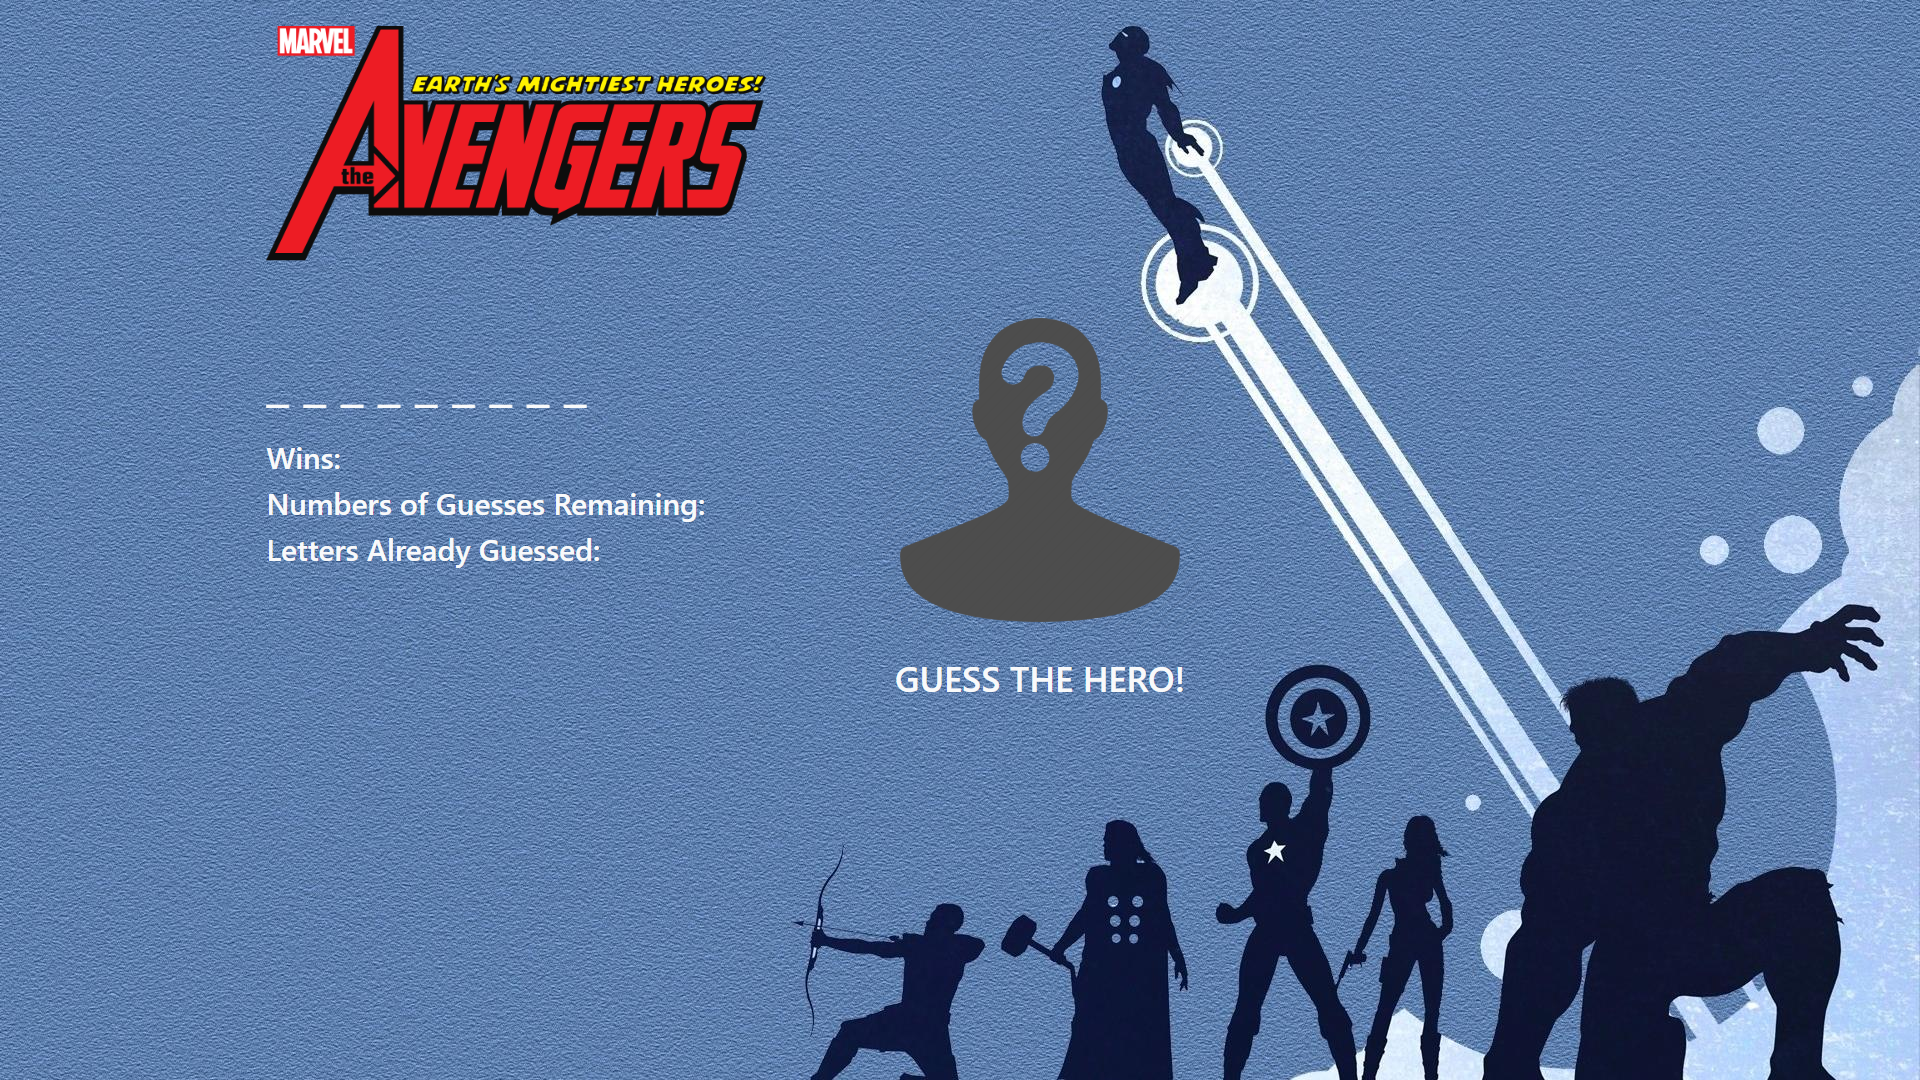 MARVEL
EARTH'S MIGHTIEST HEROES!
the AVENGERS
_ _ _ _ _ _ _ _ _
Wins:
Numbers of Guesses Remaining:
Letters Already Guessed:
GUESS THE HERO!